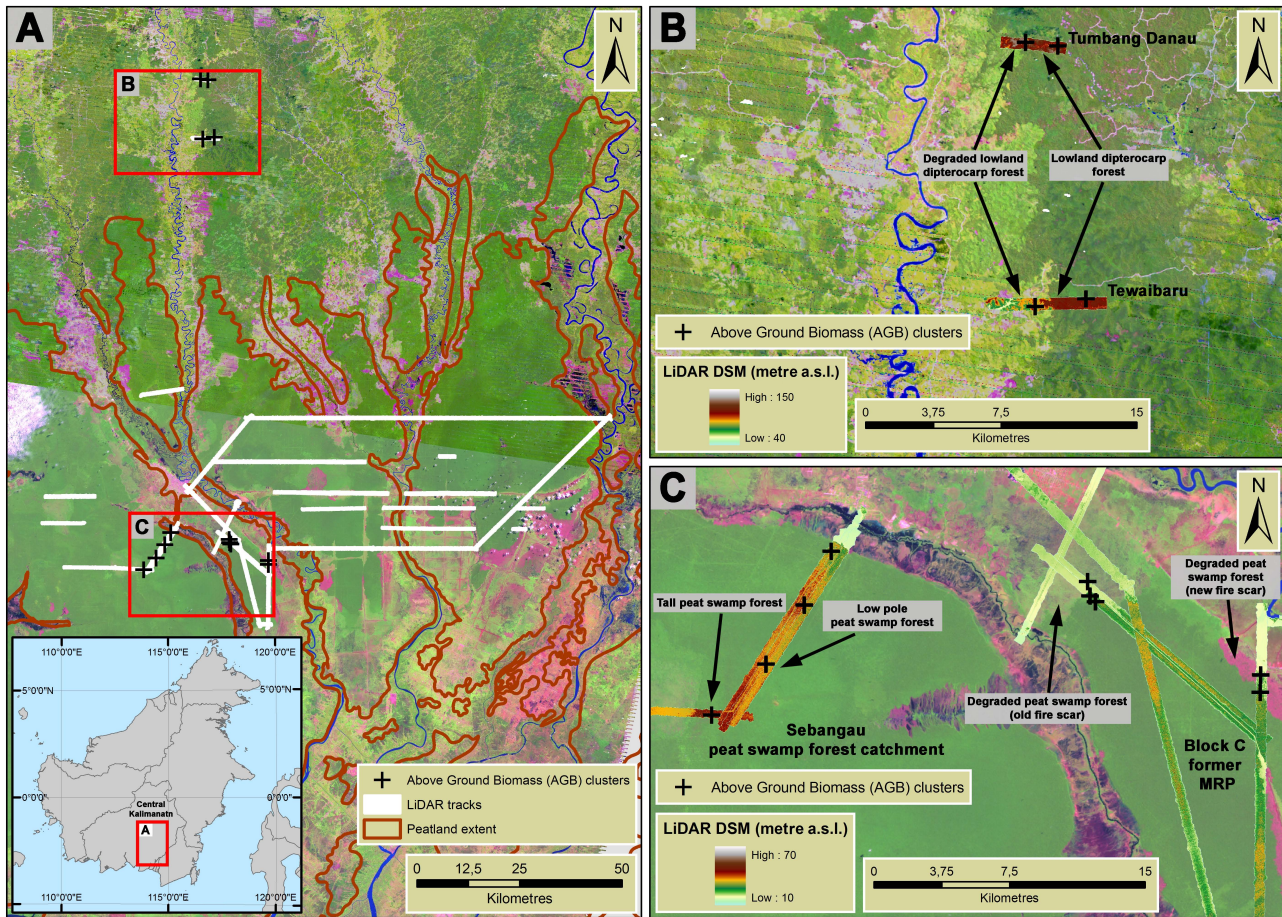 A
N
B
C
110°0'0"E
115°0'0"E
120°0'0"E
5°0'0"N
5°0'0"N
0°0'0"N
0°0'0"N
Central
Kalimanatn
A
110°0'0"E
115°0'0"E
120°0'0"E
Above Ground Biomass (AGB) clusters
LiDAR tracks
Peatland extent
0
12,5
25
50
Kilometres
B
N
Tumbang Danau
Degraded lowland
dipterocarp forest
Lowland dipterocarp
forest
Tewaibaru
Above Ground Biomass (AGB) clusters
LiDAR DSM (metre a.s.l.)
High : 150
Low : 40
0
3,75
7,5
15
Kilometres
C
N
Degraded peat
swamp forest
(new fire scar)
Tall peat swamp forest
Low pole
peat swamp forest
Degraded peat swamp forest
(old fire scar)
Sebangau
peat swamp forest catchment
Block C
former
MRP
Above Ground Biomass (AGB) clusters
LiDAR DSM (metre a.s.l.)
High : 70
Low : 10
0
3,75
7,5
15
Kilometres